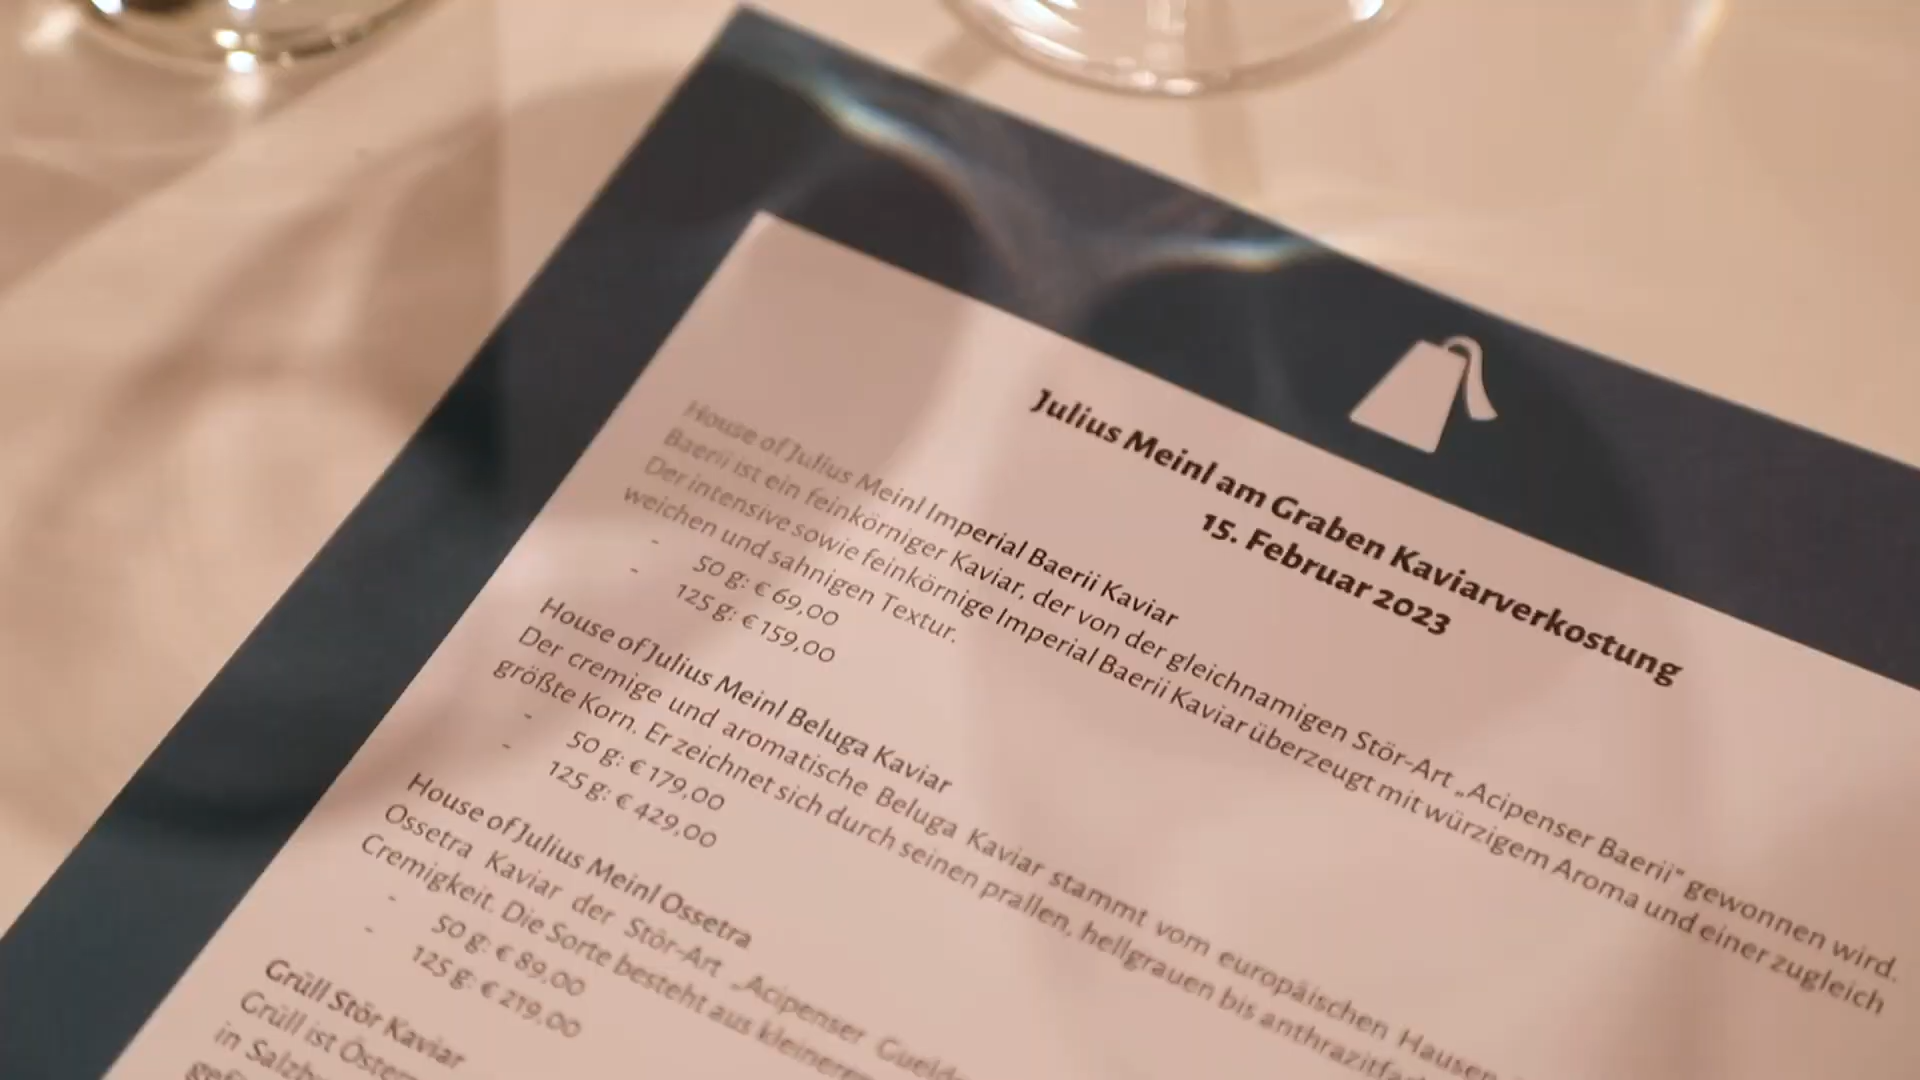 Julius Meinl am Graben Kaviarverkostung
15. Februar 2023
House of Julius Meinl Imperial Baerii Kaviar
Baerii ist ein feinkörniger Kaviar, der von der gleichnamigen Stör-Art „Acipenser Baerii“ gewonnen wird.
Der intensive sowie feinkörnige Imperial Baerii Kaviar überzeugt mit würzigem Aroma und einer zugleich
weichen und sahnigen Textur.
- 50 g: € 69,00
- 125 g: € 159,00
House of Julius Meinl Beluga Kaviar
Der cremige und aromatische Beluga Kaviar stammt vom europäischen Hausen
größte Korn. Er zeichnet sich durch seinen prallen, hellgrauen bis
- 50 g: € 179,00
- 125 g: € 429,00
House of Julius Meinl Ossetra
Ossetra Kaviar der Stör-Art „Acipenser
Cremigkeit. Die Sorte besteht aus kleineren
- 50 g: € 89,00
- 125 g: € 219,00
Grüll Stör Kaviar
Grüll ist
in